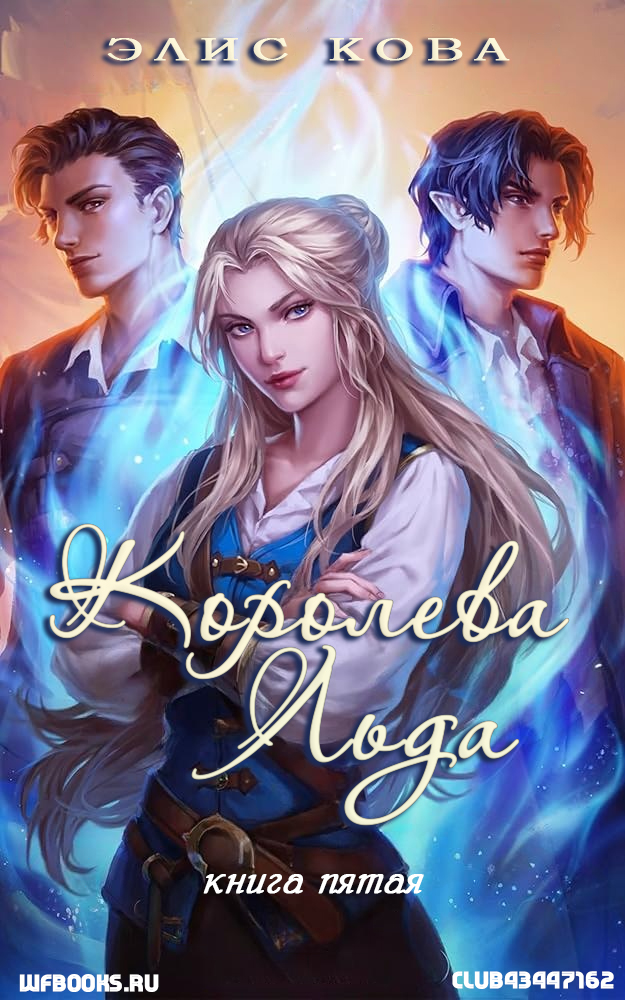 ЭЛИС КОВА
Королева
Льда
книга пятая
WFBOOKS.RU
CLUB43447162